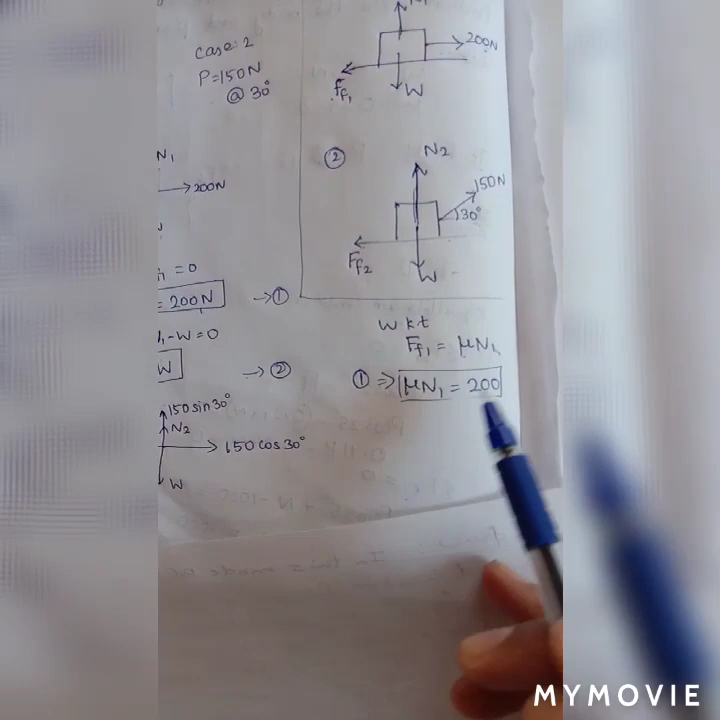 Case: 2
P=150N
@ 30°
200N
Ff1
W
②
N2
150N
30°
Ff2
W
N1
→200N
= 0
= 200N →①
-W=0
W →②
150 sin 30°
N2
150 cos 30°
W
W k t
Ff1 = μN1
① ⇒ μN1 = 200
MYMOVIE